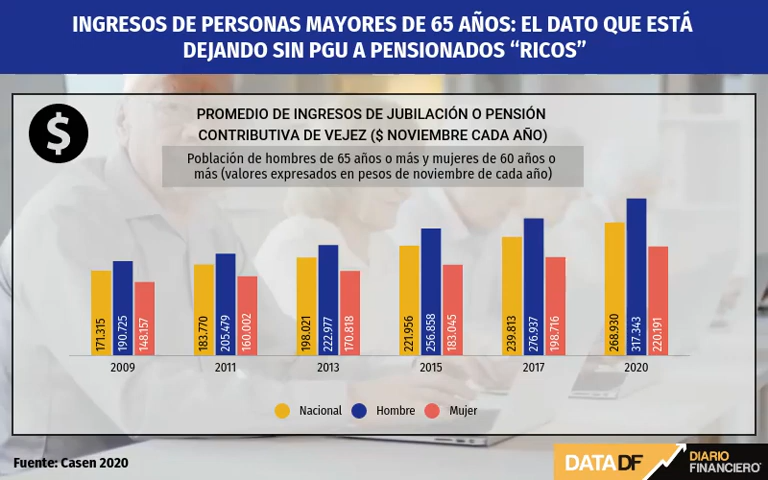 INGRESOS DE PERSONAS MAYORES DE 65 AÑOS: EL DATO QUE ESTÁ
DEJANDO SIN PGU A PENSIONADOS “RICOS”
$
PROMEDIO DE INGRESOS DE JUBILACIÓN O PENSIÓN
CONTRIBUTIVA DE VEJEZ ($ NOVIEMBRE CADA AÑO)
Población de hombres de 65 años o más y mujeres de 60 años o
más (valores expresados en pesos de noviembre de cada año)
171.315 190.725 148.157
183.770 205.479 160.002
198.021 222.977 170.818
221.956 256.858 183.045
239.813 276.937 198.716
268.930 317.343 220.191
2009 2011 2013 2015 2017 2020
Nacional Hombre Mujer
Fuente: Casen 2020
DATA DF
DIARIO
FINANCIERO